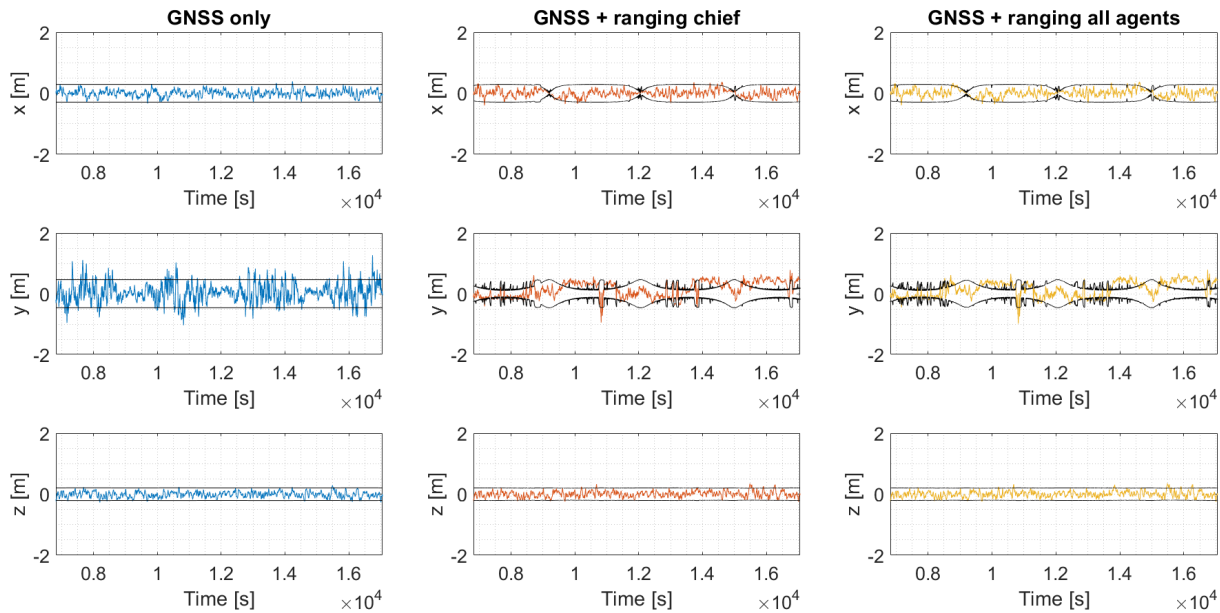 GNSS only
GNSS + ranging chief
GNSS + ranging all agents
2
0
-2
x [m]
0.8 1 1.2 1.4 1.6
Time [s]
×10^4
2
0
-2
x [m]
0.8 1 1.2 1.4 1.6
Time [s]
×10^4
2
0
-2
x [m]
0.8 1 1.2 1.4 1.6
Time [s]
×10^4
2
0
-2
y [m]
0.8 1 1.2 1.4 1.6
Time [s]
×10^4
2
0
-2
y [m]
0.8 1 1.2 1.4 1.6
Time [s]
×10^4
2
0
-2
y [m]
0.8 1 1.2 1.4 1.6
Time [s]
×10^4
2
0
-2
z [m]
0.8 1 1.2 1.4 1.6
Time [s]
×10^4
2
0
-2
z [m]
0.8 1 1.2 1.4 1.6
Time [s]
×10^4
2
0
-2
z [m]
0.8 1 1.2 1.4 1.6
Time [s]
×10^4